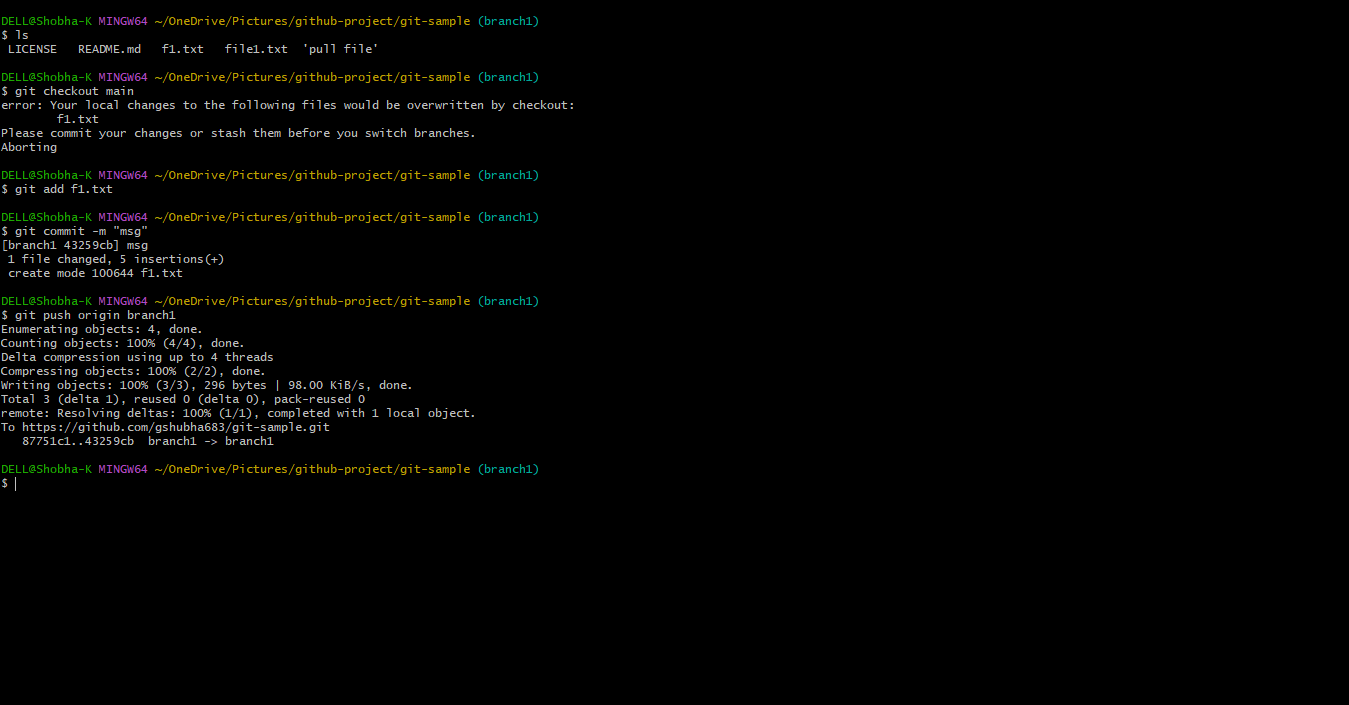 DELL@Shobha-K MINGW64 ~/OneDrive/Pictures/github-project/git-sample (branch1)
$ ls
 LICENSE   README.md   f1.txt   file1.txt  'pull file'
DELL@Shobha-K MINGW64 ~/OneDrive/Pictures/github-project/git-sample (branch1)
$ git checkout main
error: Your local changes to the following files would be overwritten by checkout:
        f1.txt
Please commit your changes or stash them before you switch branches.
Aborting
DELL@Shobha-K MINGW64 ~/OneDrive/Pictures/github-project/git-sample (branch1)
$ git add f1.txt
DELL@Shobha-K MINGW64 ~/OneDrive/Pictures/github-project/git-sample (branch1)
$ git commit -m "msg"
[branch1 43259cb] msg
 1 file changed, 5 insertions(+)
 create mode 100644 f1.txt
DELL@Shobha-K MINGW64 ~/OneDrive/Pictures/github-project/git-sample (branch1)
$ git push origin branch1
Enumerating objects: 4, done.
Counting objects: 100% (4/4), done.
Delta compression using up to 4 threads
Compressing objects: 100% (2/2), done.
Writing objects: 100% (3/3), 296 bytes | 98.00 KiB/s, done.
Total 3 (delta 1), reused 0 (delta 0), pack-reused 0
remote: Resolving deltas: 100% (1/1), completed with 1 local object.
To https://github.com/gshubha683/git-sample.git
   87751c1..43259cb  branch1 -> branch1
DELL@Shobha-K MINGW64 ~/OneDrive/Pictures/github-project/git-sample (branch1)
$